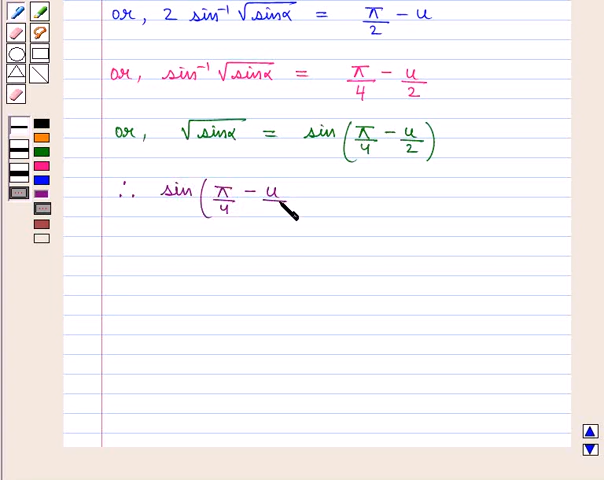 or, 2 sin⁻¹ √sinα = π/2 − u
or, sin⁻¹ √sinα = π/4 − u/2
or, √sinα = sin(π/4 − u/2)
∴ sin(π/4 − u